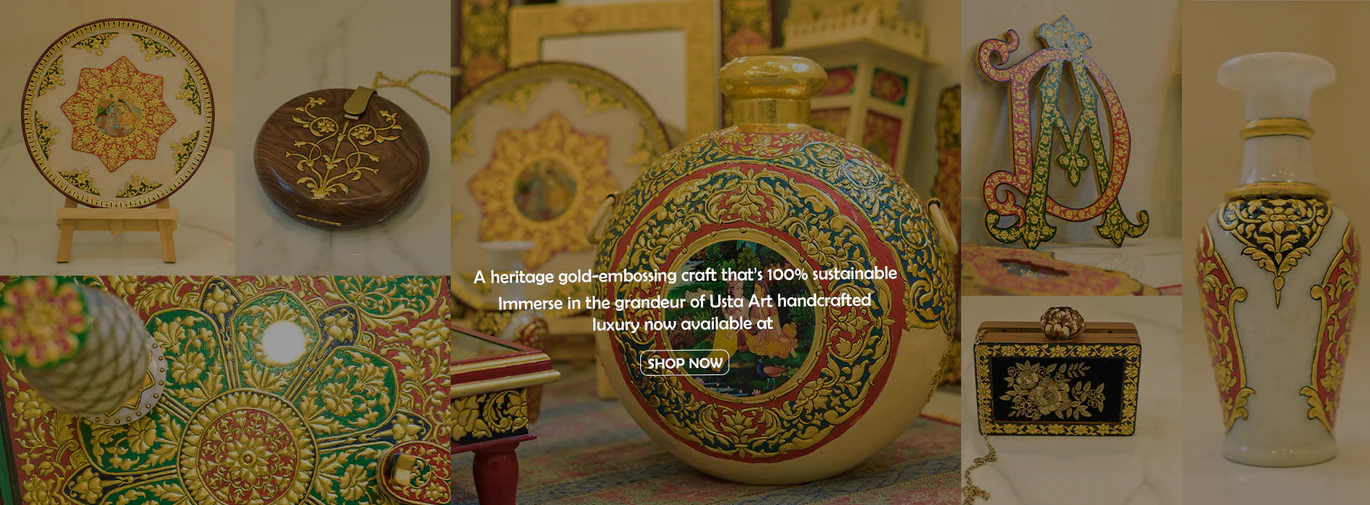 A heritage gold-embossing craft that's 100% sustainable
Immerse in the grandeur of Usta Art handcrafted
luxury now available at
SHOP NOW